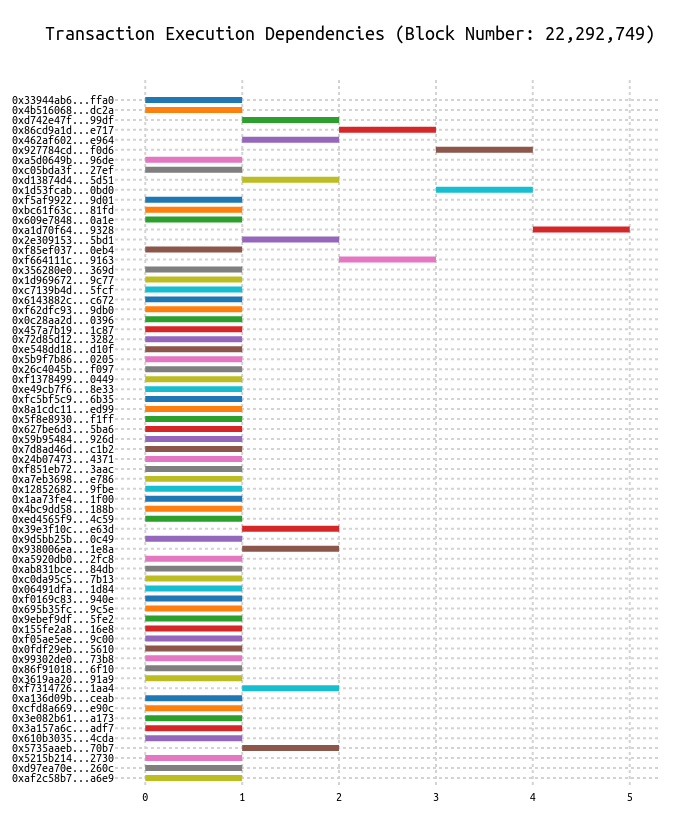 Transaction Execution Dependencies (Block Number: 22,292,749)
0x33944ab6...ffa0
0x4b516068...dc2a
0xd742e47f...99df
0x86cd9a1d...e717
0x462af602...e964
0x927784cd...f0d6
0xa5d0649b...96de
0xc05bda3f...27ef
0xd13874d4...5d51
0x1d53fcab...0bd0
0xf5af9922...9d01
0xbc61f63c...81fd
0x609e7848...0a1e
0xa1d70f64...9328
0x2e309153...5bd1
0xf85ef037...0eb4
0xf664111c...9163
0x356280e0...369d
0x1d969672...9c77
0xc7139b4d...5fcf
0x6143882c...c672
0xf62dfc93...9db0
0x0c28aa2d...0396
0x457a7b19...1c87
0x72d85d12...3282
0xe548dd18...d10f
0x5b9f7b86...0205
0x26c4045b...f097
0xf1378499...0449
0xe49cb7f6...8e33
0xfc5bf5c9...6b35
0x8a1cdc11...ed99
0x5f8e8930...f1ff
0x627be6d3...5ba6
0x59b95484...926d
0x7d8ad46d...c1b2
0x24b07473...4371
0xf851eb72...3aac
0xa7eb3698...e786
0x12852682...9fbe
0x1aa73fe4...1f00
0x4bc9dd58...188b
0xed4565f9...4c59
0x39e3f10c...e63d
0x9d5bb25b...0c49
0x938006ea...1e8a
0xa5920db0...2fc8
0xab831bce...84db
0xc0da95c5...7b13
0x06491dfa...1d84
0xf0169c83...940e
0x695b35fc...9c5e
0x9ebef9df...5fe2
0x155fe2a8...16e8
0xf05ae5ee...9c00
0x0fdf29eb...5610
0x99302de0...73b8
0x86f91018...6f10
0x3619aa20...91a9
0xf7314726...1aa4
0xa136d09b...ceab
0xcfd8a669...e90c
0x3e082b61...a173
0x3a157a6c...adf7
0x610b3035...4cda
0x5735aaeb...70b7
0x5215b214...2730
0xd97ea70e...260c
0xaf2c58b7...a6e9
0 1 2 3 4 5